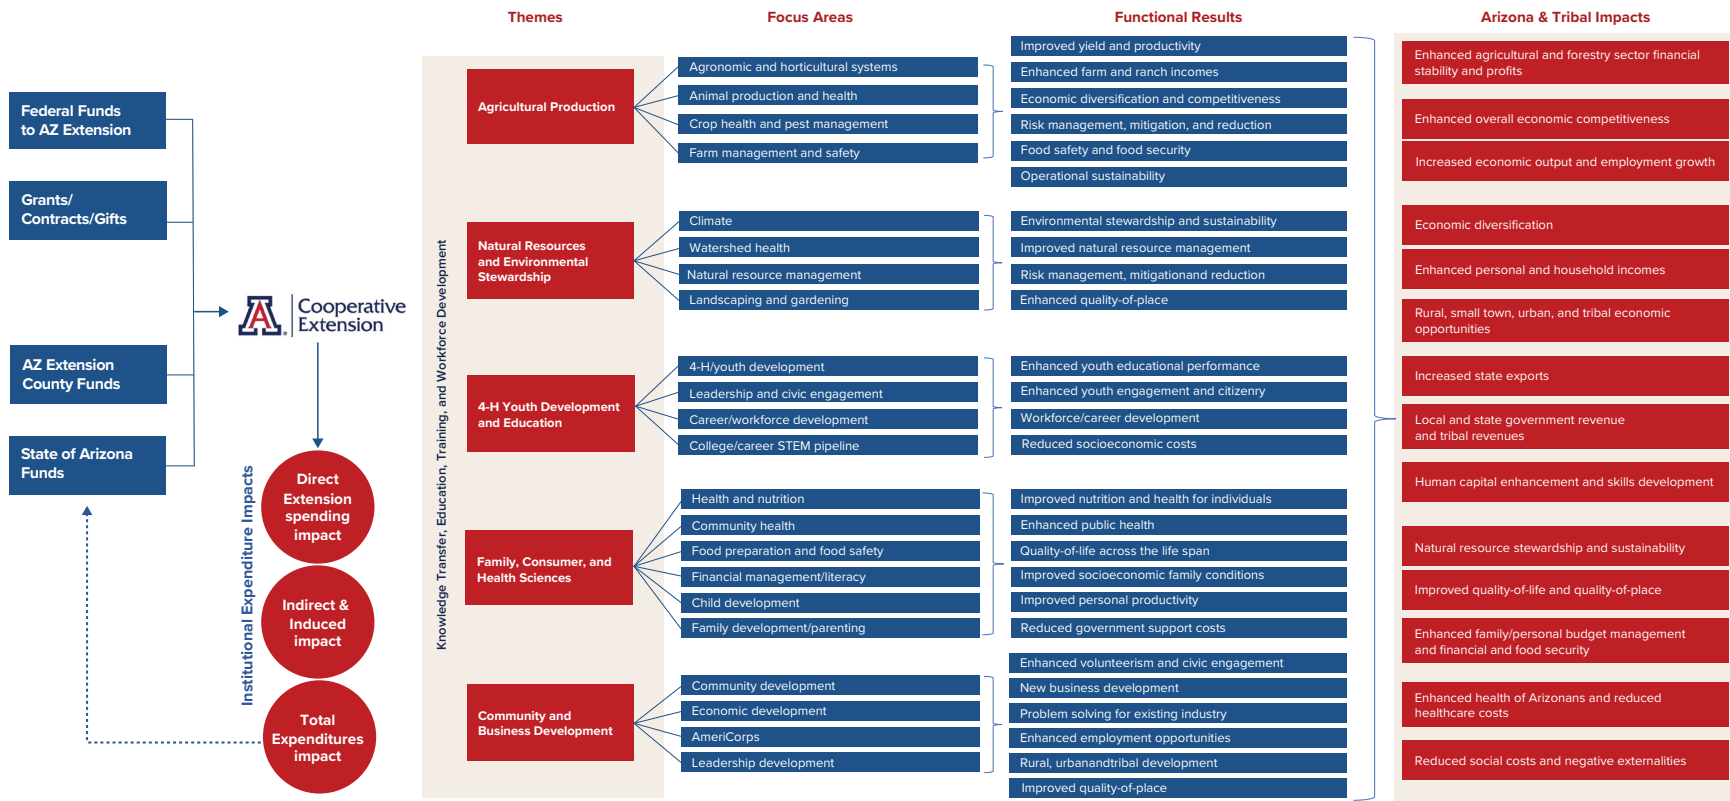 Themes
Focus Areas
Functional Results
Arizona & Tribal Impacts
Federal Funds
to AZ Extension
Grants/
Contracts/Gifts
AZ Extension
County Funds
State of Arizona
Funds
A
Cooperative
Extension
Institutional Expenditure Impacts
Direct
Extension
spending
impact
Indirect &
Induced
impact
Total
Expenditures
impact
Knowledge Transfer, Education, Training, and Workforce Development
Agricultural Production
Agronomic and horticultural systems
Animal production and health
Crop health and pest management
Farm management and safety
Improved yield and productivity
Enhanced farm and ranch incomes
Economic diversification and competitiveness
Risk management, mitigation, and reduction
Food safety and food security
Operational sustainability
Natural Resources
and Environmental
Stewardship
Climate
Watershed health
Natural resource management
Landscaping and gardening
Environmental stewardship and sustainability
Improved natural resource management
Risk management, mitigationand reduction
Enhanced quality-of-place
4-H Youth Development
and Education
4-H/youth development
Leadership and civic engagement
Career/workforce development
College/career STEM pipeline
Enhanced youth educational performance
Enhanced youth engagement and citizenry
Workforce/career development
Reduced socioeconomic costs
Family, Consumer, and
Health Sciences
Health and nutrition
Community health
Food preparation and food safety
Financial management/literacy
Child development
Family development/parenting
Improved nutrition and health for individuals
Enhanced public health
Quality-of-life across the life span
Improved socioeconomic family conditions
Improved personal productivity
Reduced government support costs
Community and
Business Development
Community development
Economic development
AmeriCorps
Leadership development
Enhanced volunteerism and civic engagement
New business development
Problem solving for existing industry
Enhanced employment opportunities
Rural, urbanandtribal development
Improved quality-of-place
Enhanced agricultural and forestry sector financial
stability and profits
Enhanced overall economic competitiveness
Increased economic output and employment growth
Economic diversification
Enhanced personal and household incomes
Rural, small town, urban, and tribal economic
opportunities
Increased state exports
Local and state government revenue
and tribal revenues
Human capital enhancement and skills development
Natural resource stewardship and sustainability
Improved quality-of-life and quality-of-place
Enhanced family/personal budget management
and financial and food security
Enhanced health of Arizonans and reduced
healthcare costs
Reduced social costs and negative externalities